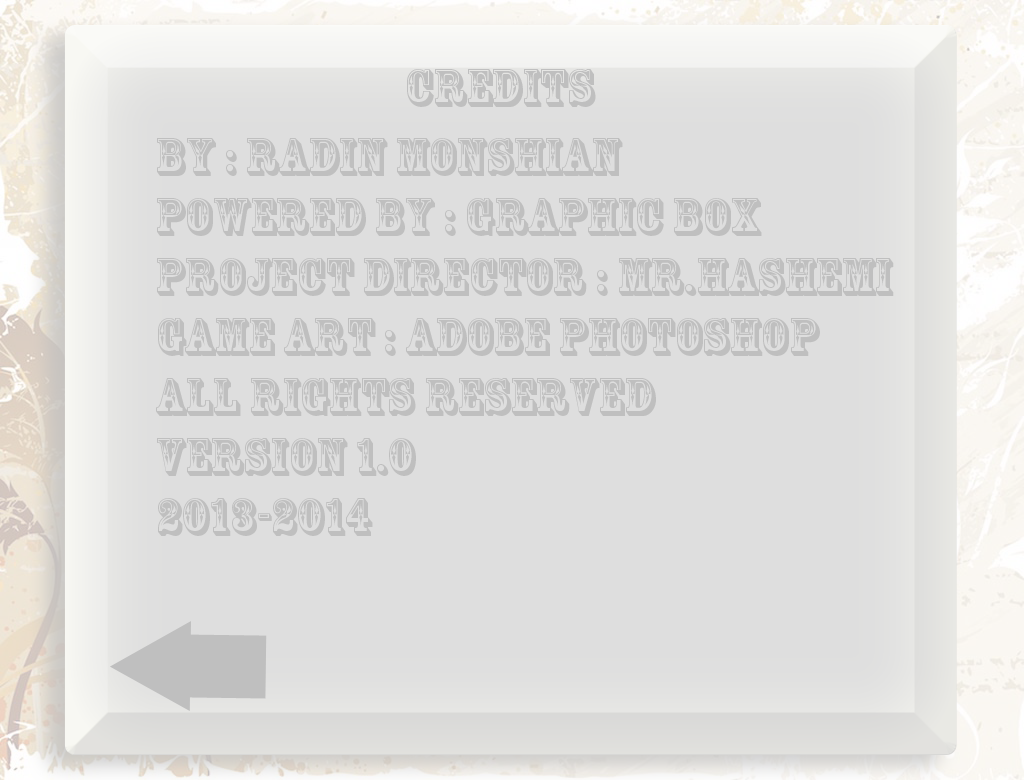 CREDITS
BY : RADIN MONSHIAN
POWERED BY : GRAPHIC BOX
PROJECT DIRECTOR : MR.HASHEMI
GAME ART : ADOBE PHOTOSHOP
ALL RIGHTS RESERVED
VERSION 1.0
2013-2014